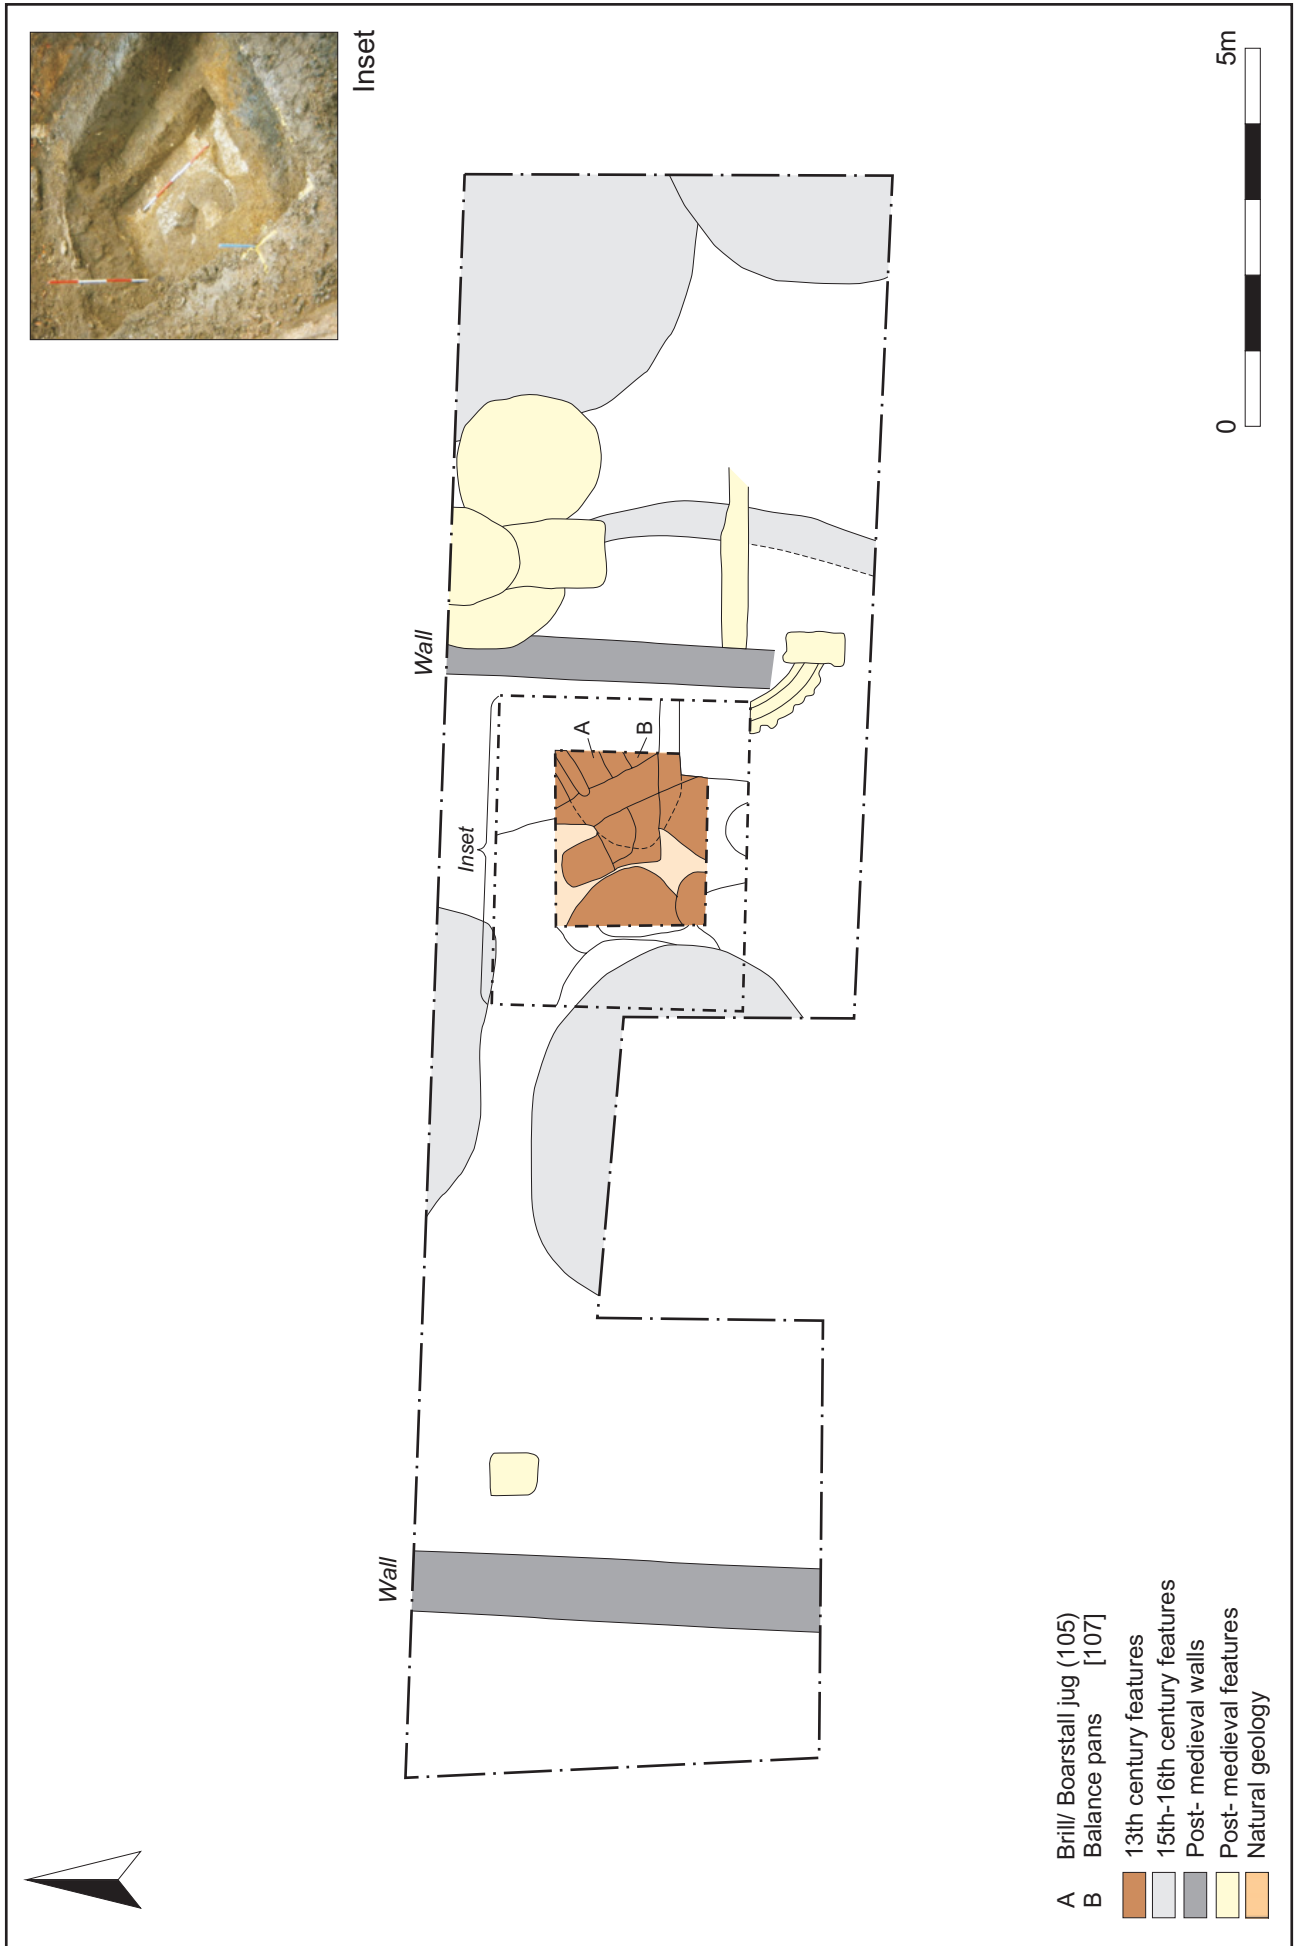 Inset
Wall
Inset
A
B
Wall
0 5m
A Brill/ Boarstall jug (105)
B Balance pans [107]
13th century features
15th-16th century features
Post- medieval walls
Post- medieval features
Natural geology